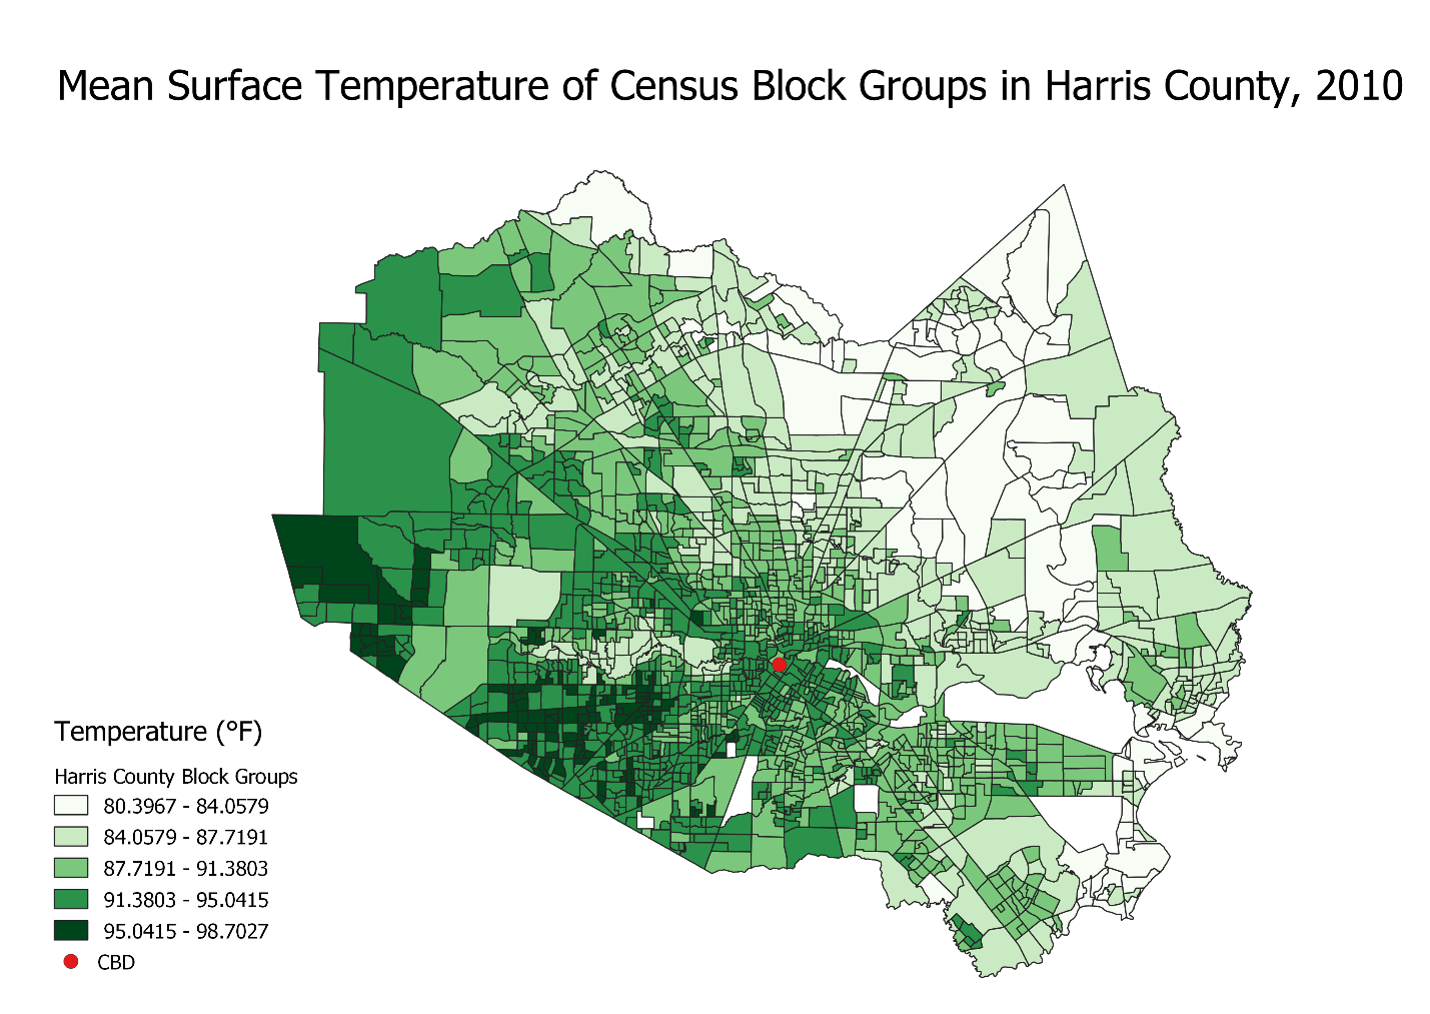 Mean Surface Temperature of Census Block Groups in Harris County, 2010
Temperature (°F)
Harris County Block Groups
80.3967 - 84.0579
84.0579 - 87.7191
87.7191 - 91.3803
91.3803 - 95.0415
95.0415 - 98.7027
CBD